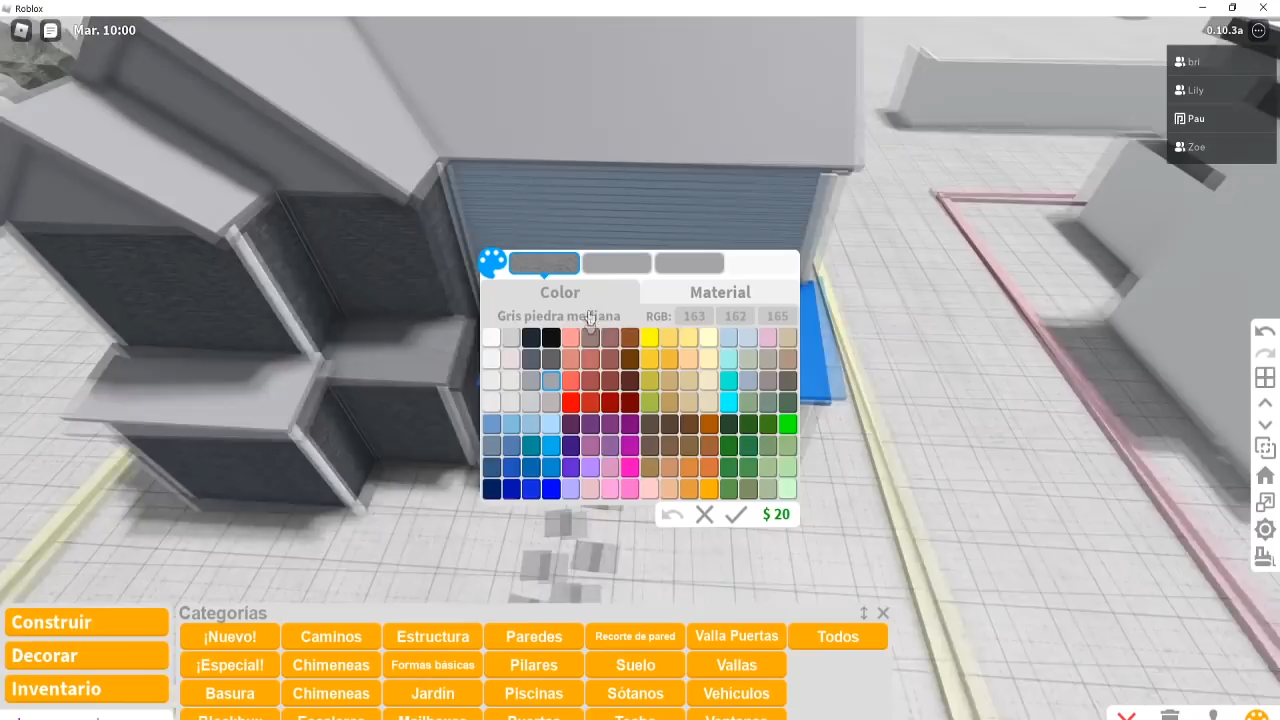 Roblox
Mar. 10:00
0.10.3a
bri
Lily
Pau
Zoe
Color
Material
Gris piedra mediana
RGB: 163 162 165
$ 20
Categorías
Construir
Decorar
Inventario
¡Nuevo! Caminos Estructura Paredes Recorte de pared Valla Puertas Todos
¡Especial! Chimeneas Formas básicas Pilares Suelo Vallas
Basura Chimeneas Jardín Piscinas Sótanos Vehículos